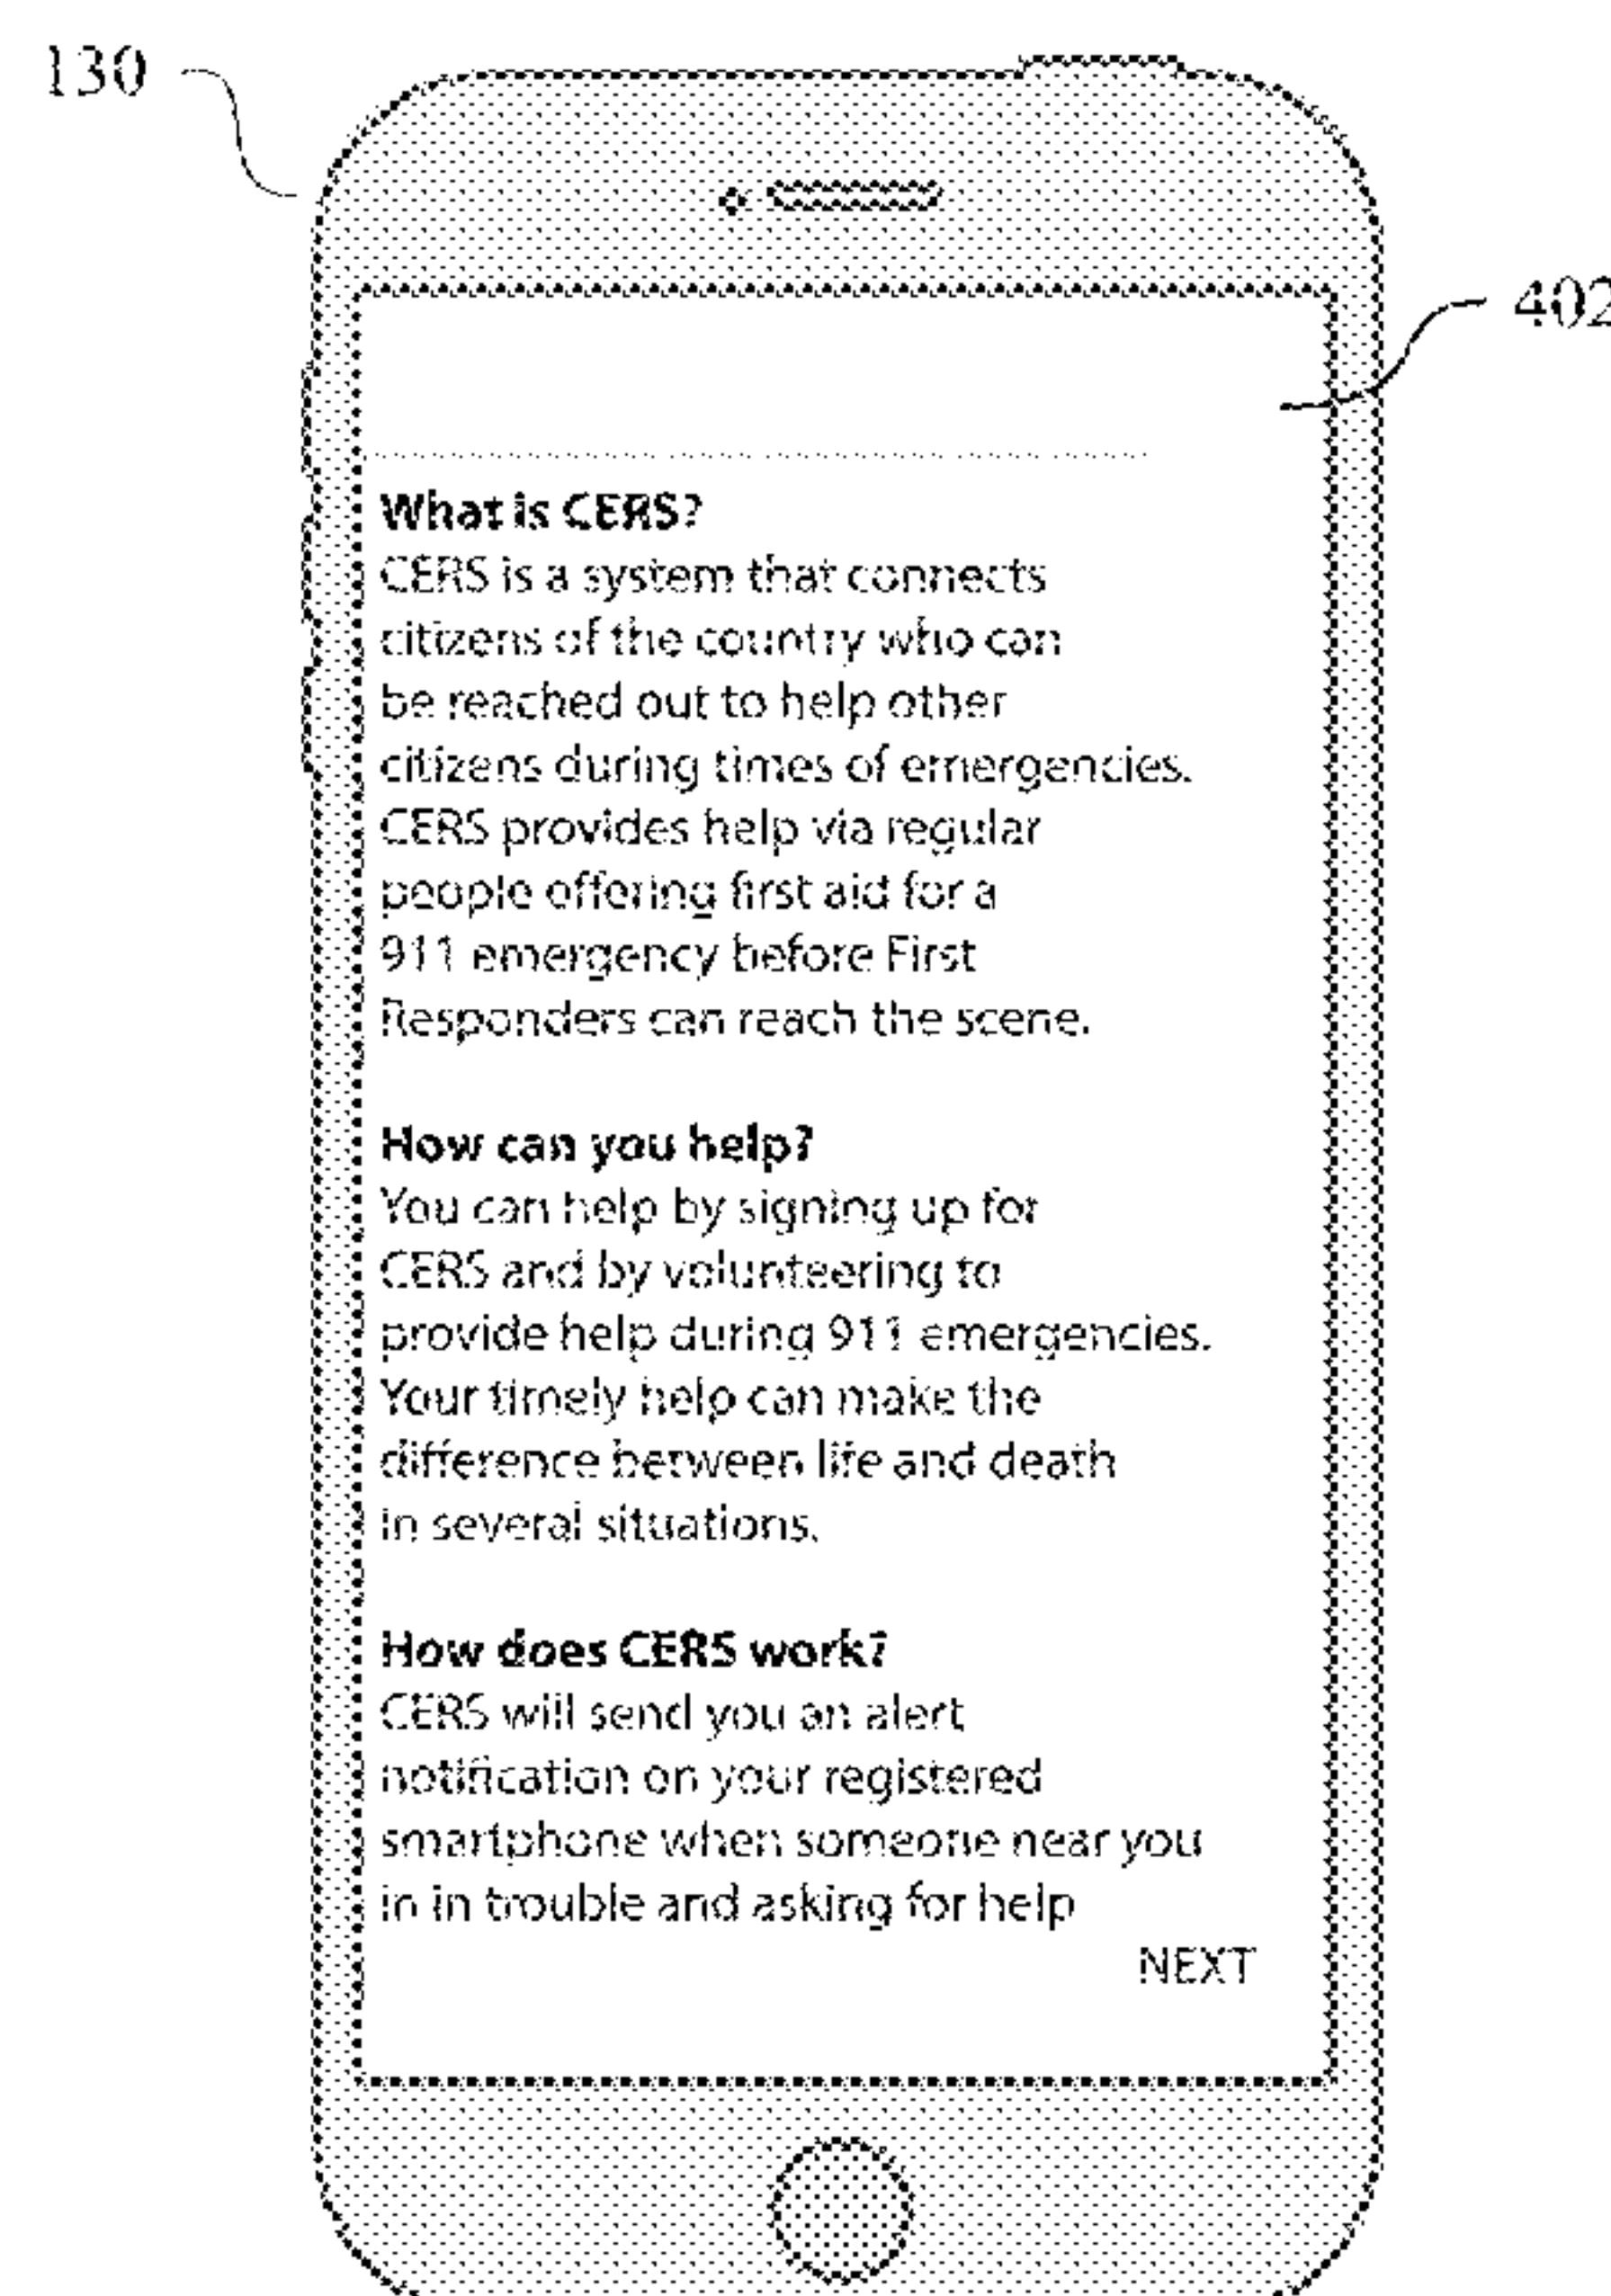 130
402
What is CERS?
CERS is a system that connects
citizens of the country who can
be reached out to help other
citizens during times of emergencies.
CERS provides help via regular
people offering first aid for a
911 emergency before First
Responders can reach the scene.
How can you help?
You can help by signing up for
CERS and by volunteering to
provide help during 911 emergencies.
Your timely help can make the
difference between life and death
in several situations.
How does CERS work?
CERS will send you an alert
notification on your registered
smartphone when someone near you
in in trouble and asking for help
NEXT